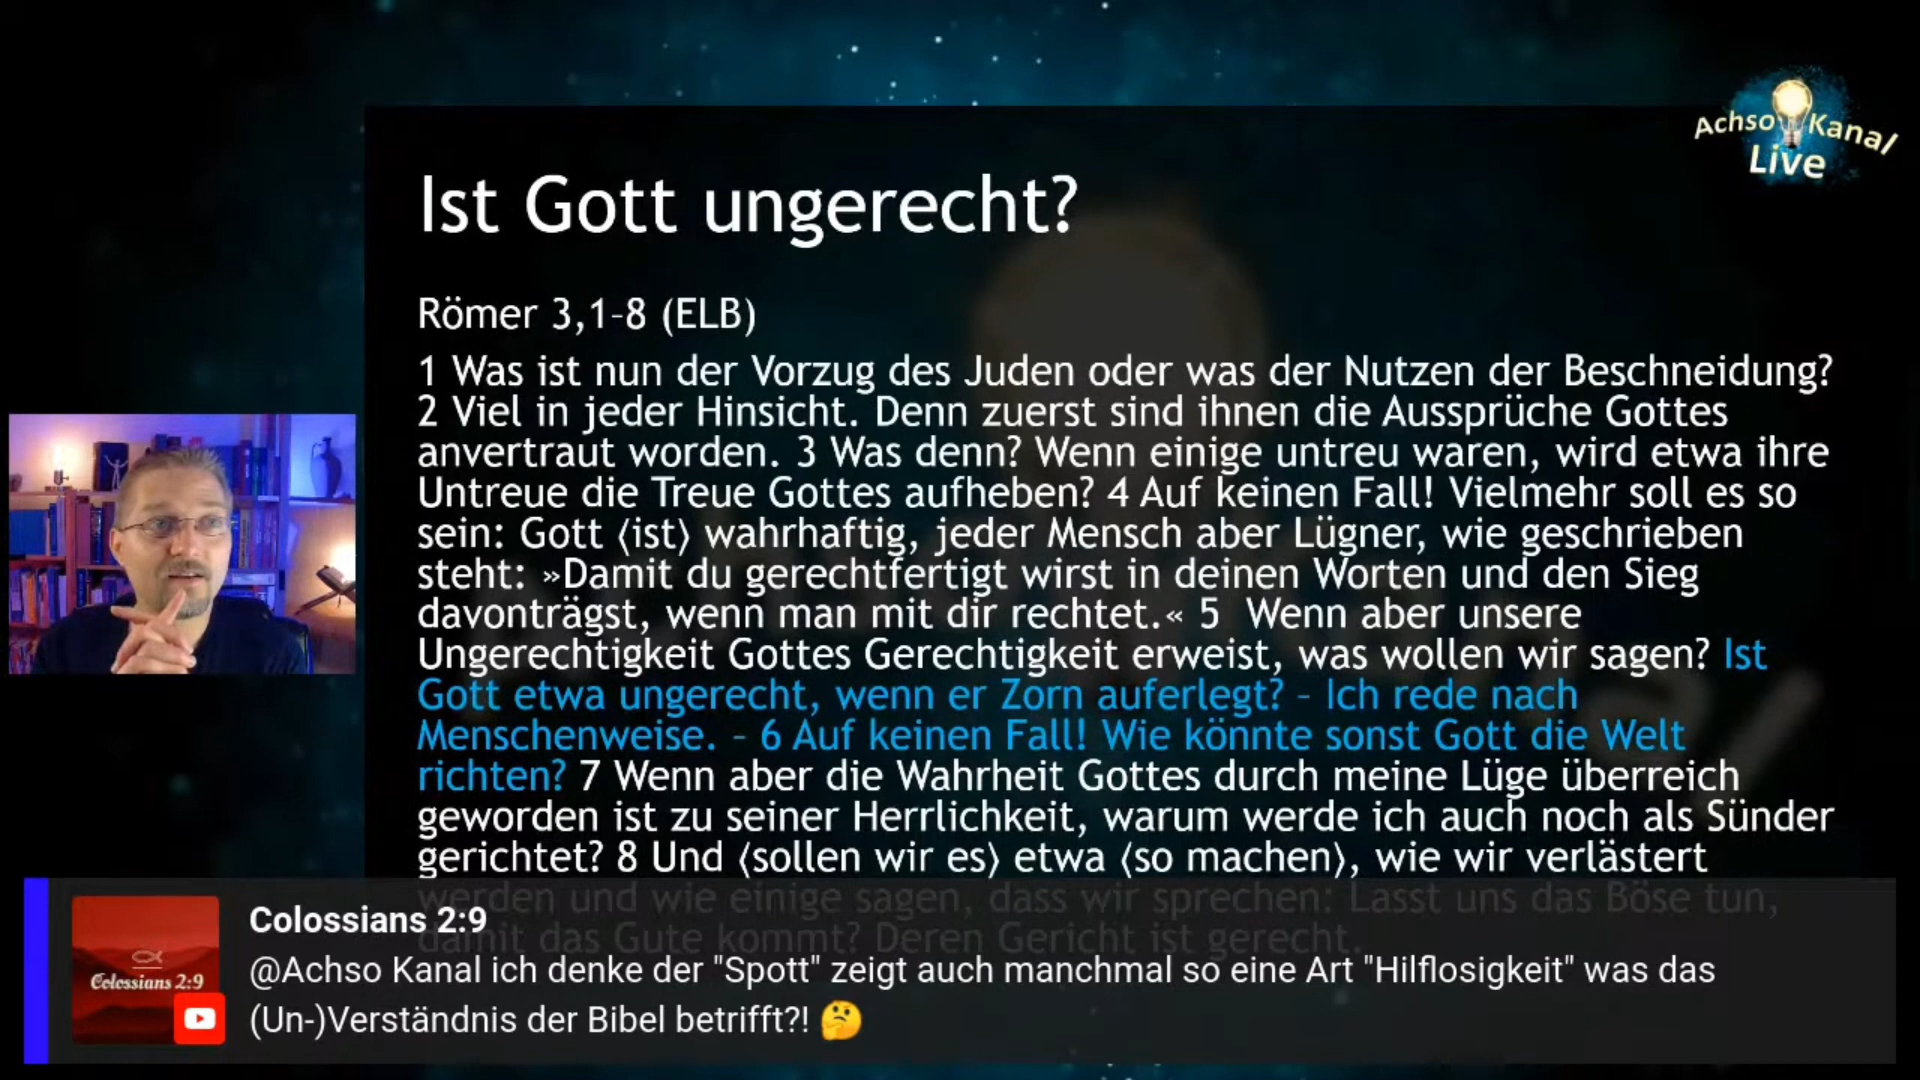 Achso Kanal
Live
Ist Gott ungerecht?
Römer 3,1-8 (ELB)
1 Was ist nun der Vorzug des Juden oder was der Nutzen der Beschneidung?
2 Viel in jeder Hinsicht. Denn zuerst sind ihnen die Aussprüche Gottes
anvertraut worden. 3 Was denn? Wenn einige untreu waren, wird etwa ihre
Untreue die Treue Gottes aufheben? 4 Auf keinen Fall! Vielmehr soll es so
sein: Gott ⟨ist⟩ wahrhaftig, jeder Mensch aber Lügner, wie geschrieben
steht: »Damit du gerechtfertigt wirst in deinen Worten und den Sieg
davonträgst, wenn man mit dir rechtet.« 5 Wenn aber unsere
Ungerechtigkeit Gottes Gerechtigkeit erweist, was wollen wir sagen? Ist
Gott etwa ungerecht, wenn er Zorn auferlegt? – Ich rede nach
Menschenweise. – 6 Auf keinen Fall! Wie könnte sonst Gott die Welt
richten? 7 Wenn aber die Wahrheit Gottes durch meine Lüge überreich
geworden ist zu seiner Herrlichkeit, warum werde ich auch noch als Sünder
gerichtet? 8 Und ⟨sollen wir es⟩ etwa ⟨so machen⟩, wie wir verlästert
werden und wie einige sagen, dass wir sprechen: Lasst uns das Böse tun,
damit das Gute kommt? Deren Gericht ist gerecht.
Colossians 2:9
Colossians 2:9
@Achso Kanal ich denke der "Spott" zeigt auch manchmal so eine Art "Hilflosigkeit" was das
(Un-)Verständnis der Bibel betrifft?! 🤔